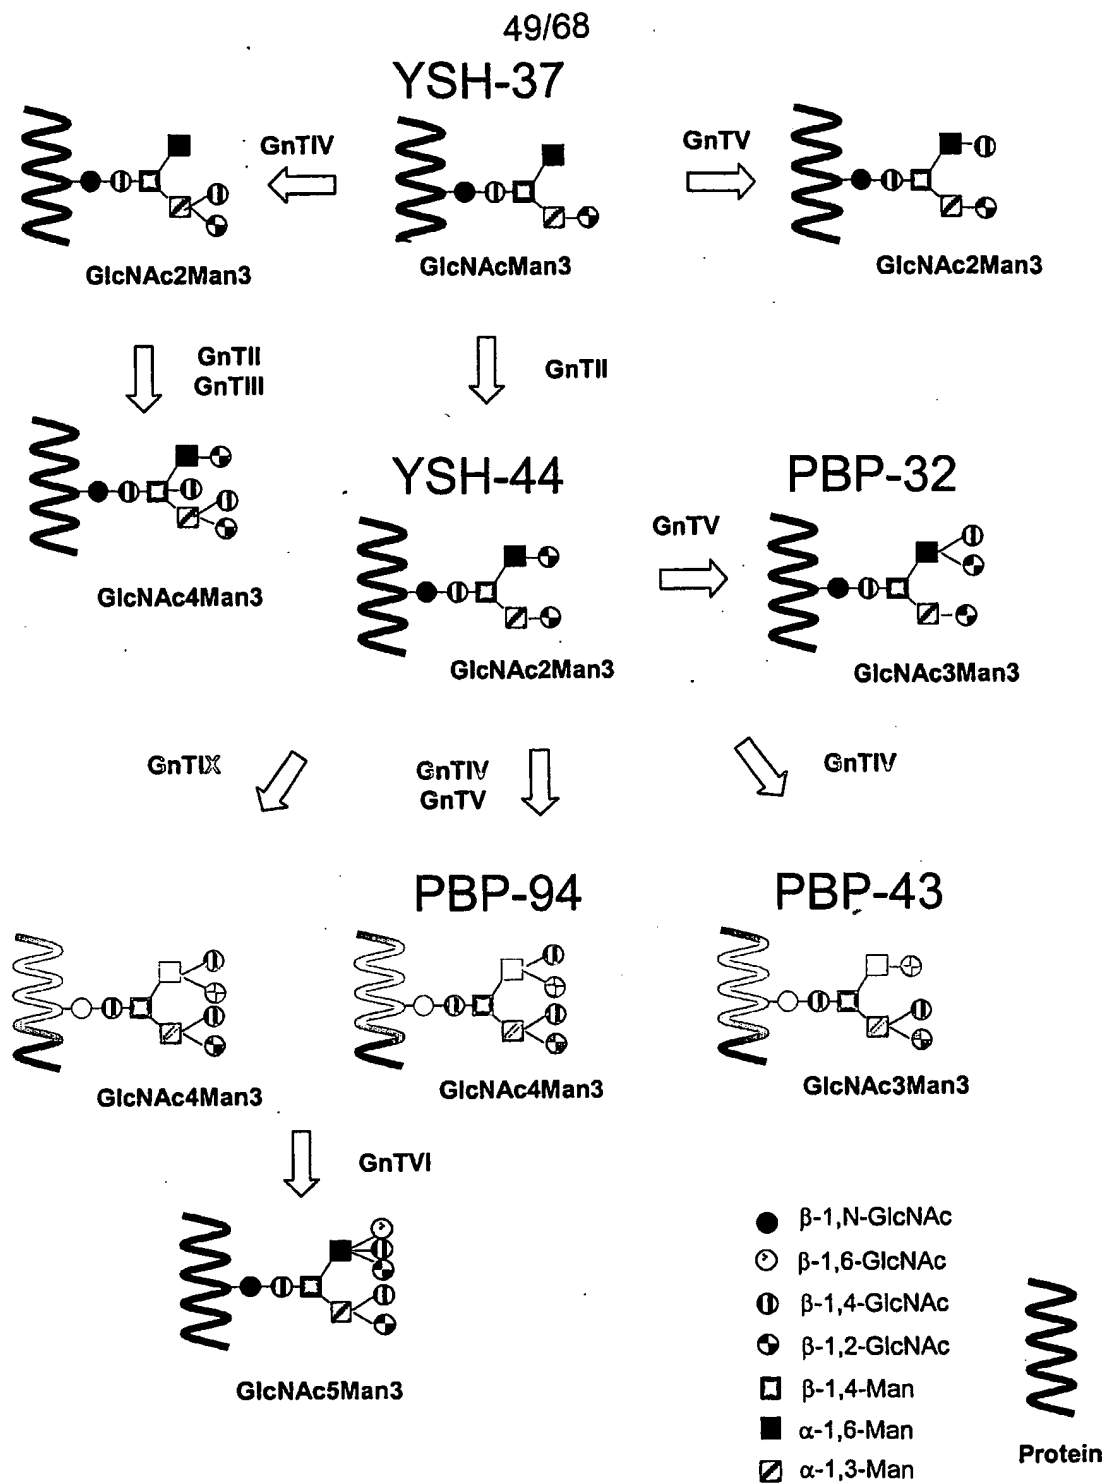 49/68
YSH-37
GnTIV
GnTV
GlcNAc2Man3
GlcNAcMan3
GlcNAc2Man3
GnTII
GnTIII
GnTII
YSH-44
PBP-32
GnTV
GlcNAc4Man3
GlcNAc2Man3
GlcNAc3Man3
GnTIX
GnTIV
GnTV
GnTIV
PBP-94
PBP-43
GlcNAc4Man3
GlcNAc4Man3
GlcNAc3Man3
GnTVI
GlcNAc5Man3
β-1,N-GlcNAc
β-1,6-GlcNAc
β-1,4-GlcNAc
β-1,2-GlcNAc
β-1,4-Man
α-1,6-Man
α-1,3-Man
Protein